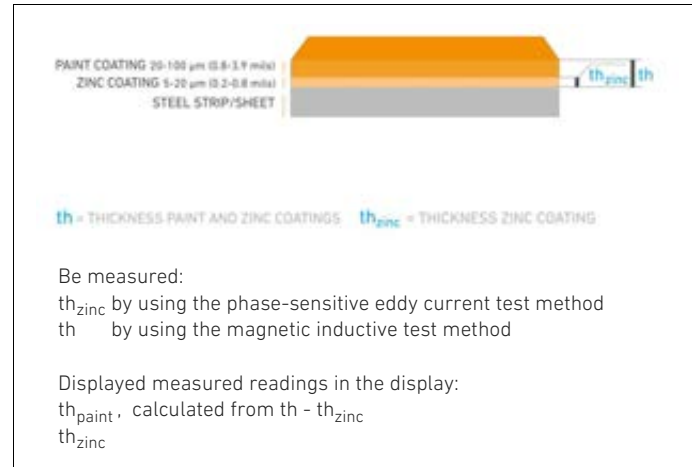 PAINT COATING 20-100 µm (0.8-3.9 mils)
ZINC COATING 5-20 µm (0.2-0.8 mils)
STEEL STRIP/SHEET
thzinc th
th = THICKNESS PAINT AND ZINC COATINGS thzinc = THICKNESS ZINC COATING
Be measured:
thzinc by using the phase-sensitive eddy current test method
th by using the magnetic inductive test method
Displayed measured readings in the display:
thpaint , calculated from th - thzinc
thzinc